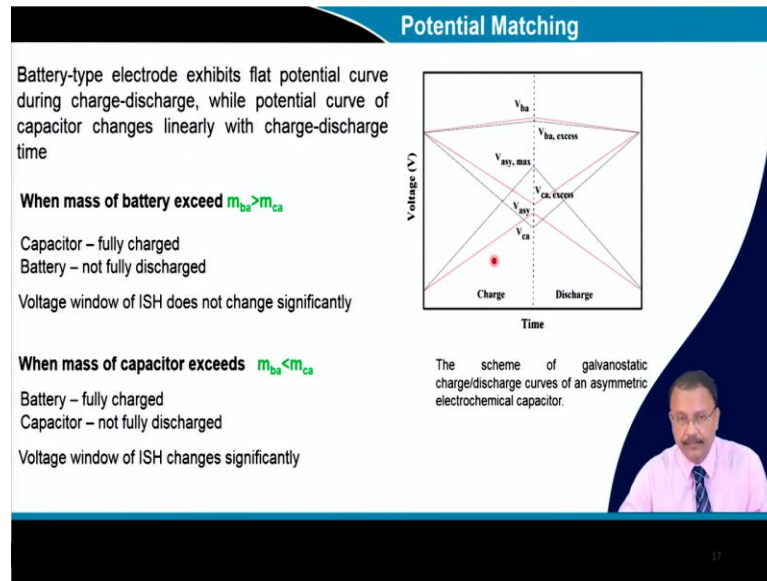 Potential Matching
Battery-type electrode exhibits flat potential curve
during charge-discharge, while potential curve of
capacitor changes linearly with charge-discharge
time
When mass of battery exceed mba>mca
Capacitor – fully charged
Battery – not fully discharged
Voltage window of ISH does not change significantly
When mass of capacitor exceeds mba<mca
Battery – fully charged
Capacitor – not fully discharged
Voltage window of ISH changes significantly
Voltage (V)
Vba
Vba, excess
Vasy, max
Vca, excess
Vasy
Vca
Charge
Discharge
Time
The scheme of galvanostatic
charge/discharge curves of an asymmetric
electrochemical capacitor.
17